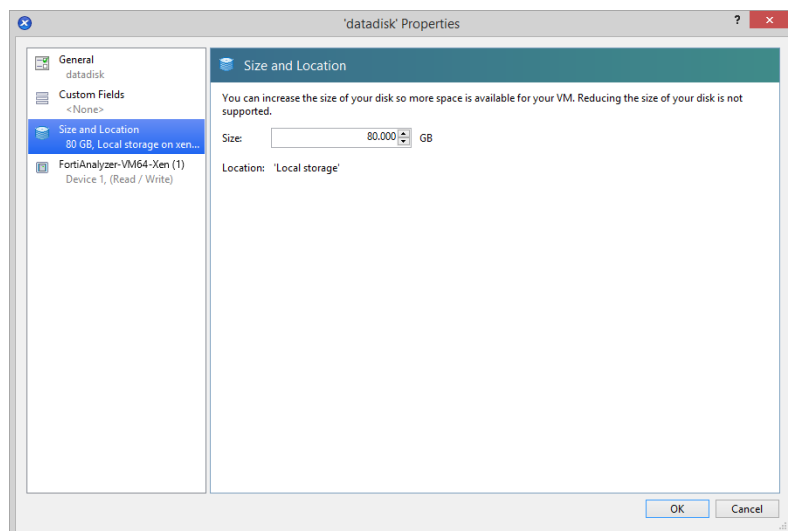 'datadisk' Properties
?
×
General
datadisk
Custom Fields
<None>
Size and Location
80 GB, Local storage on xen...
FortiAnalyzer-VM64-Xen (1)
Device 1, (Read / Write)
Size and Location
You can increase the size of your disk so more space is available for your VM. Reducing the size of your disk is not
supported.
Size: 80.000 GB
Location: 'Local storage'
OK Cancel